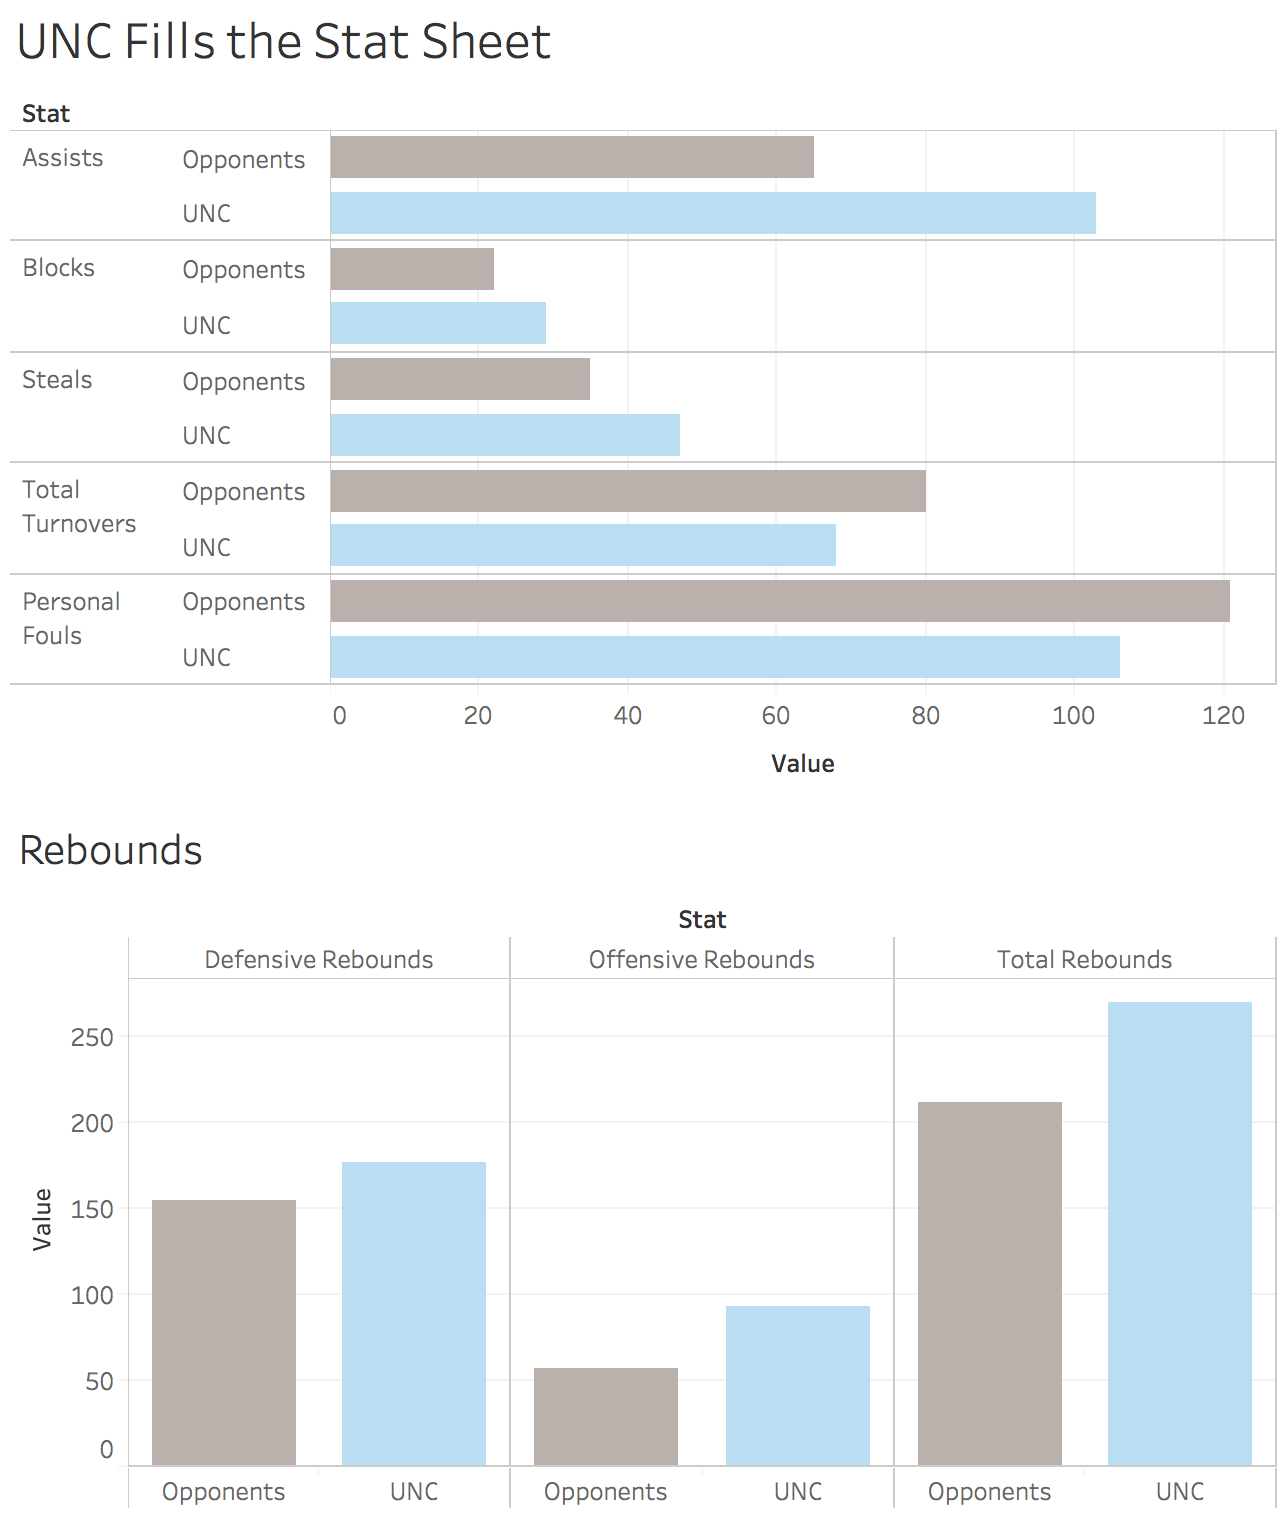 UNC Fills the Stat Sheet
Stat
Assists
Opponents
UNC
Blocks
Opponents
UNC
Steals
Opponents
UNC
Total
Turnovers
Opponents
UNC
Personal
Fouls
Opponents
UNC
0 20 40 60 80 100 120
Value
Rebounds
Stat
Defensive Rebounds Offensive Rebounds Total Rebounds
250
200
150
100
50
0
Value
Opponents UNC Opponents UNC Opponents UNC